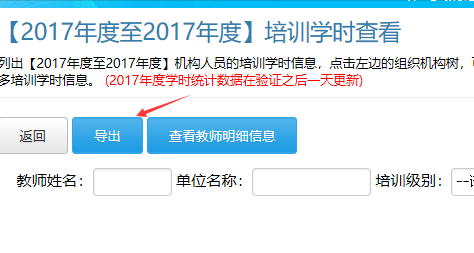 【2017年度至2017年度】培训学时查看
列出【2017年度至2017年度】机构人员的培训学时信息，点击左边的组织机构树，
多培训学时信息。 (2017年度学时统计数据在验证之后一天更新)
返回 导出 查看教师明细信息
教师姓名： 单位名称： 培训级别： --